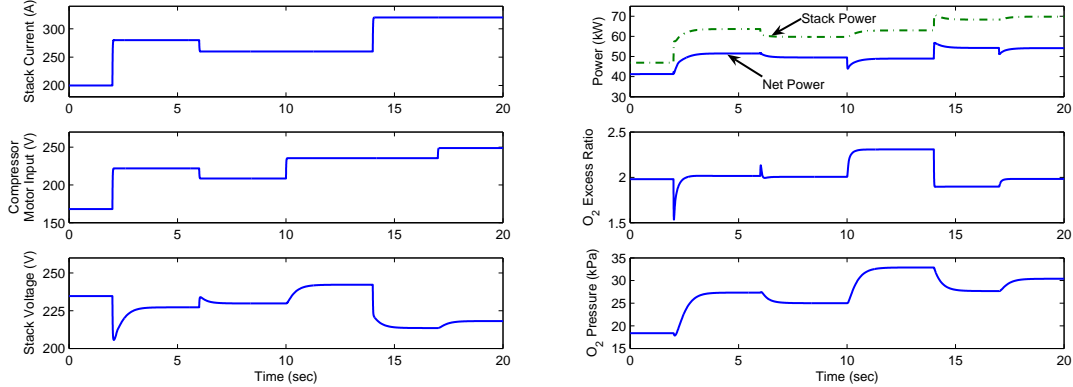 Stack Current (A)
300
250
200
0 5 10 15 20
Compressor
Motor Input (V)
250
200
150
0 5 10 15 20
Stack Voltage (V)
250
225
200
0 5 10 15 20
Time (sec)
Power (kW)
70
60
50
40
30
Stack Power
Net Power
0 5 10 15 20
O2 Excess Ratio
2.5
2
1.5
0 5 10 15 20
O2 Pressure (kPa)
35
30
25
20
15
0 5 10 15 20
Time (sec)